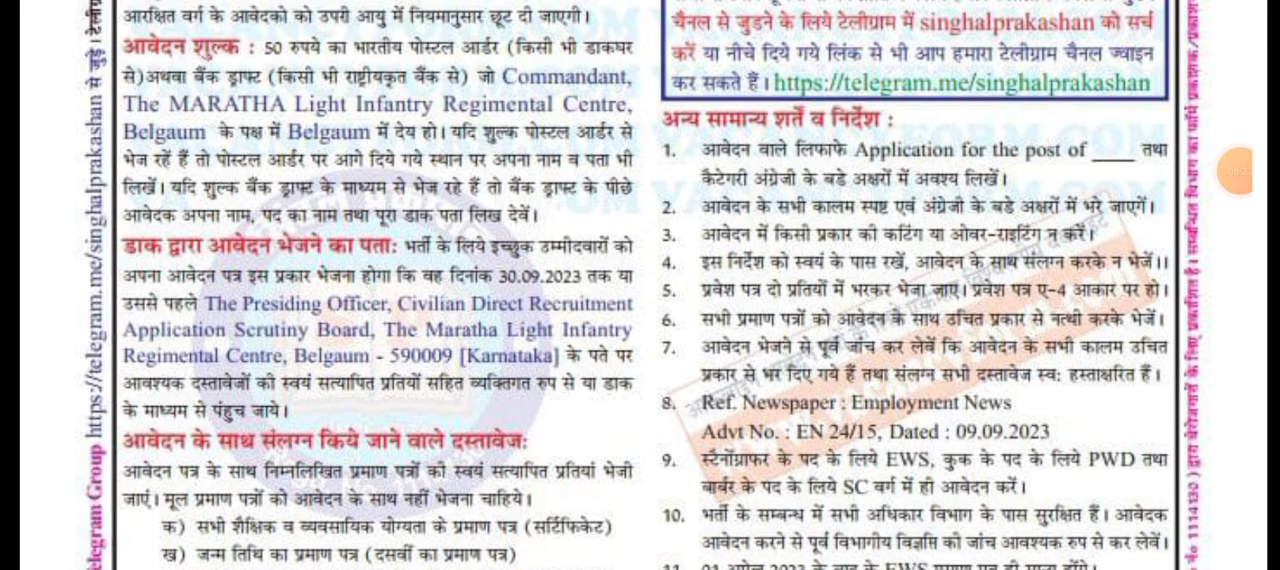 आरक्षित वर्ग के आवेदको को उपरी आयु में नियमानुसार छूट दी जाएगी।
आवेदन शुल्क : 50 रुपये का भारतीय पोस्टल आर्डर (किसी भी डाकघर
से)अथवा बैंक ड्राफ्ट (किसी भी राष्ट्रीयकृत बैंक से) जो Commandant,
The MARATHA Light Infantry Regimental Centre,
Belgaum के पक्ष में Belgaum में देय हो। यदि शुल्क पोस्टल आर्डर से
भेज रहें हैं तो पोस्टल आर्डर पर आगे दिये गये स्थान पर अपना नाम व पता भी
लिखें। यदि शुल्क बैंक ड्राफ्ट के माध्यम से भेज रहे हैं तो बैंक ड्राफ्ट के पीछे
आवेदक अपना नाम, पद का नाम तथा पूरा डाक पता लिख देवें।
डाक द्वारा आवेदन भेजने का पता: भर्ती के लिये इच्छुक उम्मीदवारों को
अपना आवेदन पत्र इस प्रकार भेजना होगा कि वह दिनांक 30.09.2023 तक या
उससे पहले The Presiding Officer, Civilian Direct Recruitment
Application Scrutiny Board, The Maratha Light Infantry
Regimental Centre, Belgaum - 590009 [Karnataka] के पते पर
आवश्यक दस्तावेजों की स्वयं सत्यापित प्रतियों सहित व्यक्तिगत रुप से या डाक
के माध्यम से पंहुच जाये।
आवेदन के साथ संलग्न किये जाने वाले दस्तावेज:
आवेदन पत्र के साथ निम्नलिखित प्रमाण पत्रों की स्वयं सत्यापित प्रतियां भेजी
जाएं। मूल प्रमाण पत्रों को आवेदन के साथ नहीं भेजना चाहिये।
क) सभी शैक्षिक व व्यवसायिक योग्यता के प्रमाण पत्र (सर्टिफिकेट)
ख) जन्म तिथि का प्रमाण पत्र (दसवीं का प्रमाण पत्र)
चैनल से जुडने के लिये टेलीग्राम में singhalprakashan को सर्च
करें या नीचे दिये गये लिंक से भी आप हमारा टेलीग्राम चैनल ज्वाइन
कर सकते हैं। https://telegram.me/singhalprakashan
अन्य सामान्य शर्ते व निर्देश :
1. आवेदन वाले लिफाफे Application for the post of ____ तथा
कैटेगरी अंग्रेजी के बडे अक्षरों में अवश्य लिखें।
2. आवेदन के सभी कालम स्पष्ट एवं अंग्रेजी के बडे अक्षरों में भरे जाएगें।
3. आवेदन में किसी प्रकार की कटिंग या ओवर-राइटिंग न करें।
4. इस निर्देश को स्वयं के पास रखें, आवेदन के साथ संलग्न करके न भेजें।।
5. प्रवेश पत्र दो प्रतियों में भरकर भेजा जाए। प्रवेश पत्र ए-4 आकार पर हो।
6. सभी प्रमाण पत्रों को आवेदन के साथ उचित प्रकार से नत्थी करके भेजें।
7. आवेदन भेजने से पूर्व जांच कर लेवें कि आवेदन के सभी कालम उचित
प्रकार से भर दिए गये हैं तथा संलग्न सभी दस्तावेज स्व: हस्ताक्षरित हैं।
8. Ref. Newspaper : Employment News
Advt No. : EN 24/15, Dated : 09.09.2023
9. स्टैनोंग्राफर के पद के लिये EWS, कुक के पद के लिये PWD तथा
बार्बर के पद के लिये SC वर्ग में ही आवेदन करें।
10. भर्ती के सम्बन्ध में सभी अधिकार विभाग के पास सुरक्षित हैं। आवेदक
आवेदन करने से पूर्व विभागीय विज्ञप्ति की जांच आवश्यक रुप से कर लेवें।
elegram Group https://telegram.me/singhalprakashan से जुड़े।
नं० 1114130 ) द्वारा बेरोजगारों के लिए प्रकाशित है। सम्बन्धित विभाग का फार्म प्रकाशक/